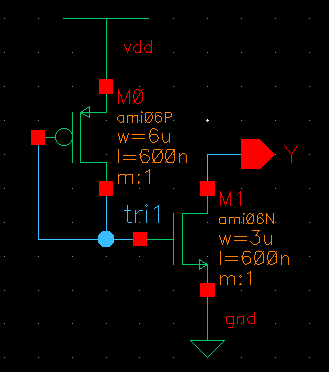 vdd
M0
ami06P
w=6u
l=600n
m:1
Y
tri1
M1
ami06N
w=3u
l=600n
m:1
gnd